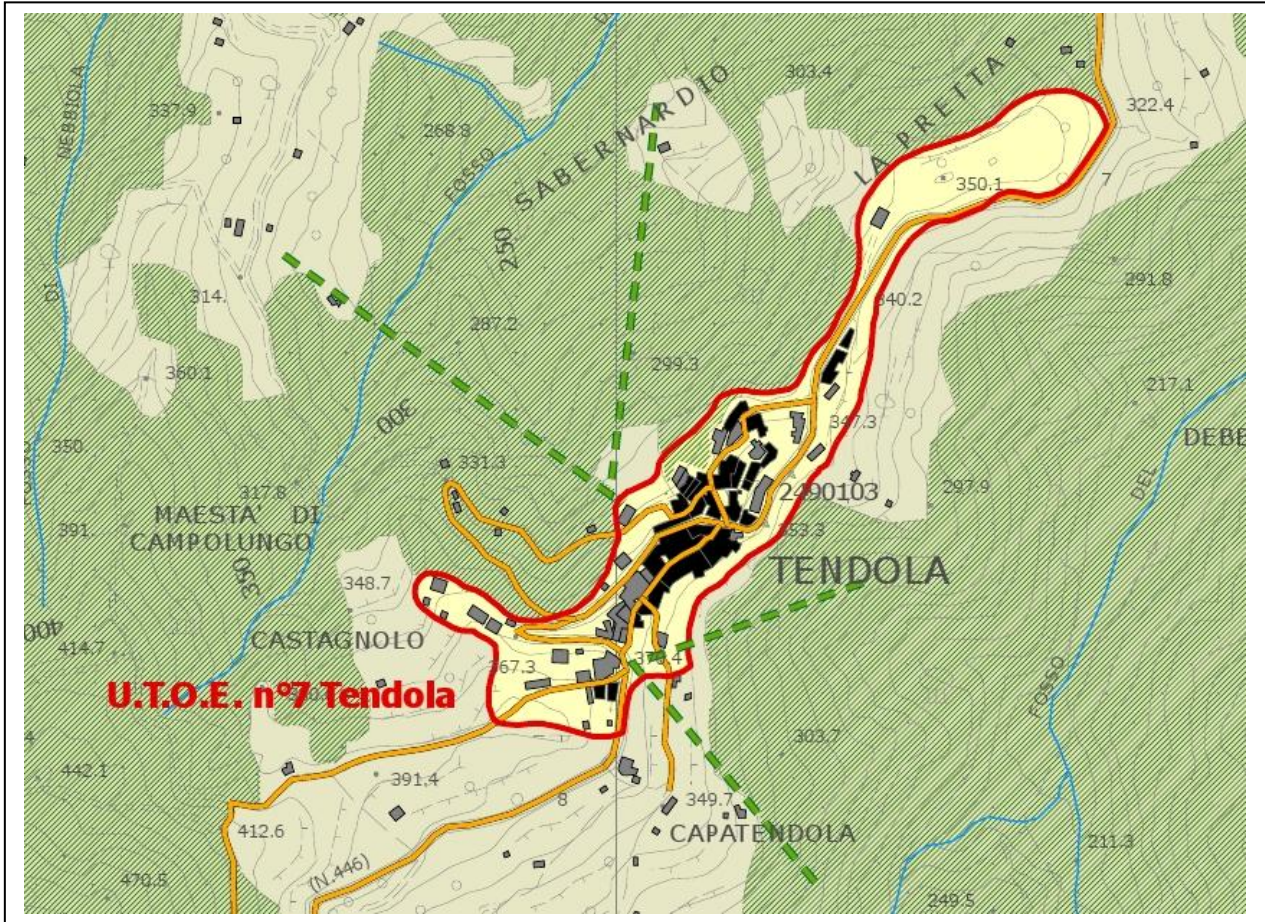 NEBBIOLA
DI
337.9
268.8
FOSSO
SABERNARDIO
303.4
LA PRETTA
322.4
7
350.1
250
314.
287.2
340.2
291.8
299.3
360.1
217.1
300
347.3
DEBE
350
331.3
2490103
297.9
DEL
317.8
391.
MAESTA' DI
CAMPOLUNGO
353.3
350
348.7
TENDOLA
400
414.7
CASTAGNOLO
367.3
370.4
FOSSO
U.T.O.E. n°7 Tendola
303.7
442.1
391.4
8
349.7
412.6
CAPATENDOLA
211.3
(N.446)
470.5
249.5